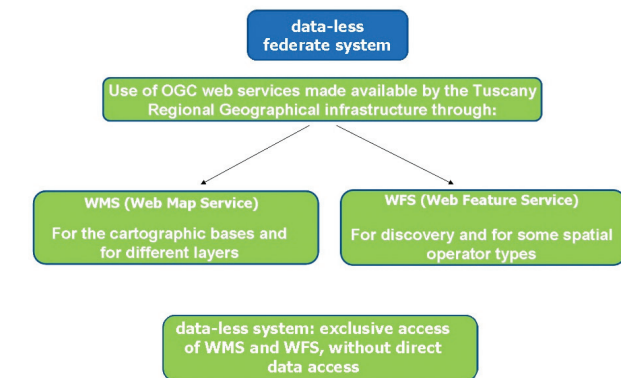 data-less
federate system
Use of OGC web services made available by the Tuscany
Regional Geographical infrastructure through:
WMS (Web Map Service)
For the cartographic bases and
for different layers
WFS (Web Feature Service)
For discovery and for some spatial
operator types
data-less system: exclusive access
of WMS and WFS, without direct
data access